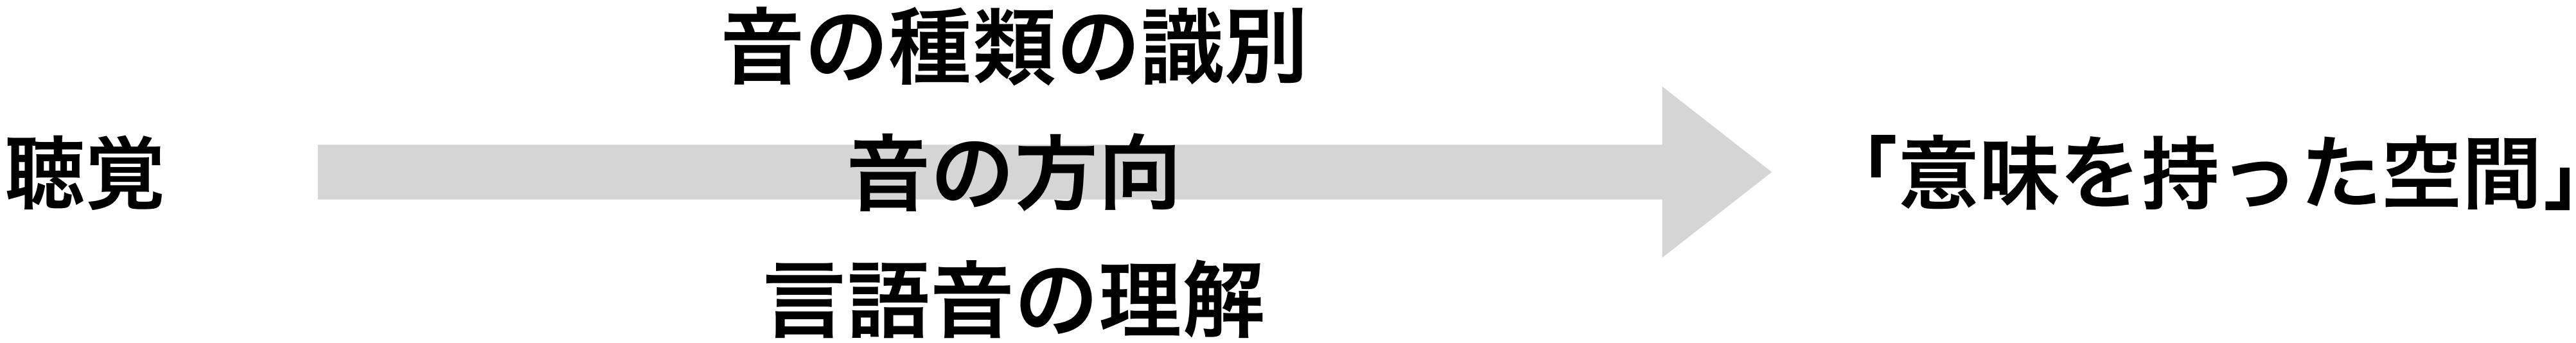 聴覚
音の種類の識別
音の方向
言語音の理解
「意味を持った空間」